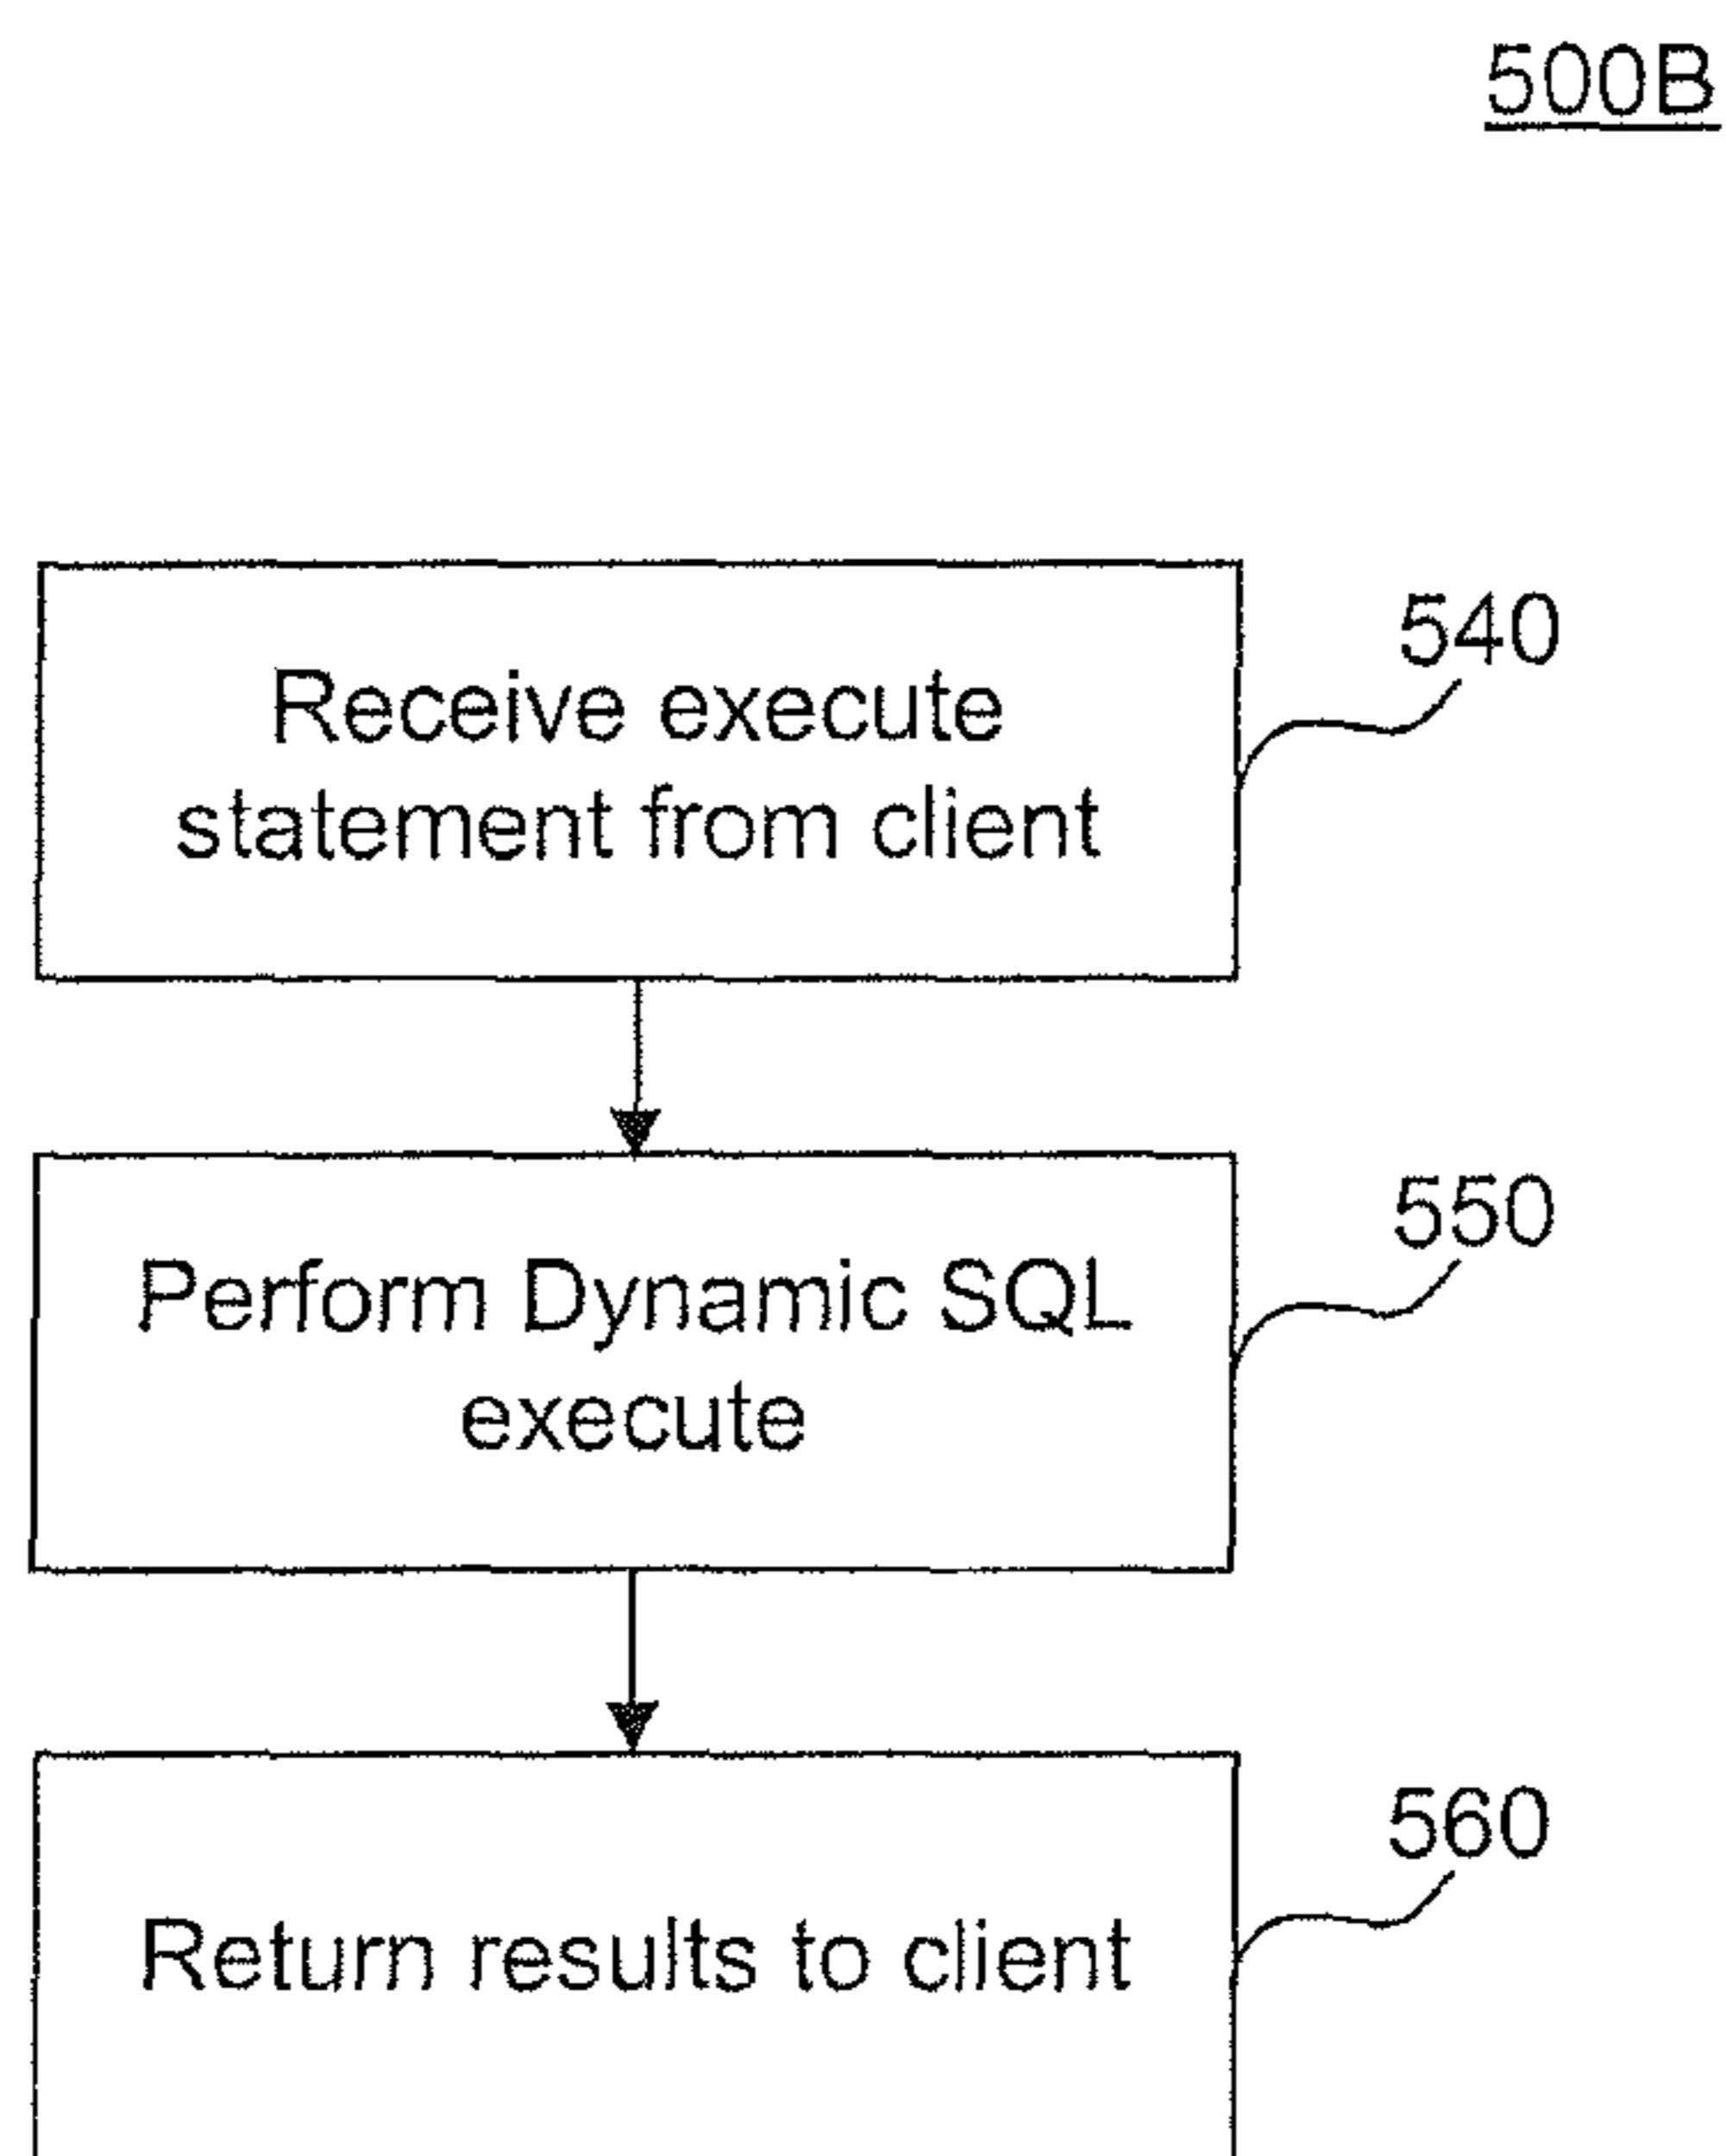 500B
540
Receive execute
statement from client
550
Perform Dynamic SQL
execute
560
Return results to client